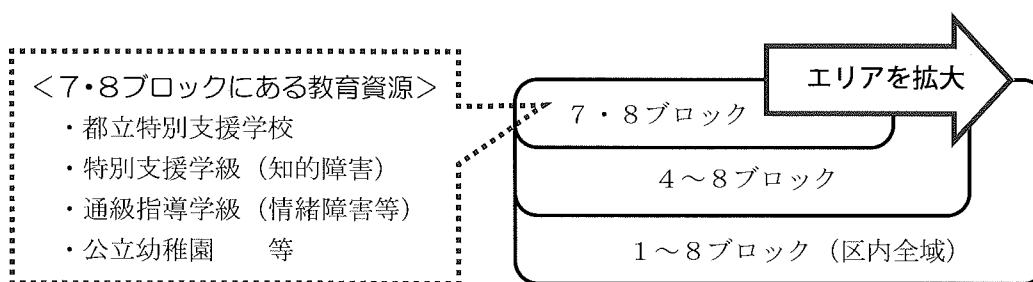 ＜７・８ブロックにある教育資源＞
・都立特別支援学校
・特別支援学級（知的障害）
・通級指導学級（情緒障害等）
・公立幼稚園　　等
エリアを拡大
７・８ブロック
４～８ブロック
１～８ブロック（区内全域）